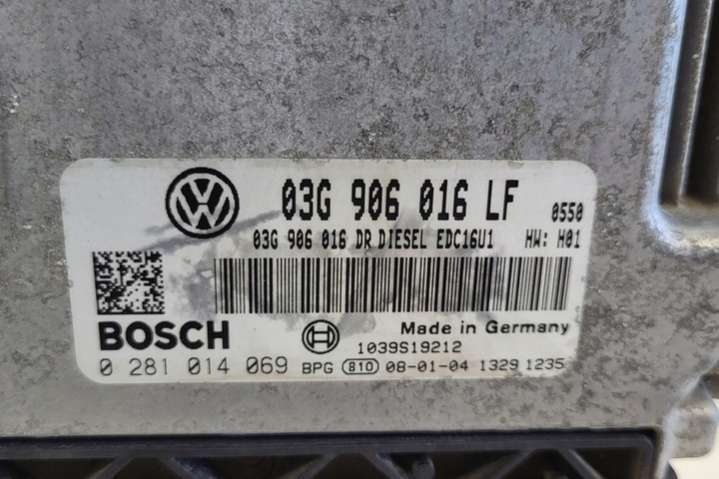 03G 906 016 LF 0550
03G 906 016 DR DIESEL EDC16U1 HW: H01
BOSCH Made in Germany
1039S19212
0 281 014 069 BPG 810 08-01-04 1329 1235